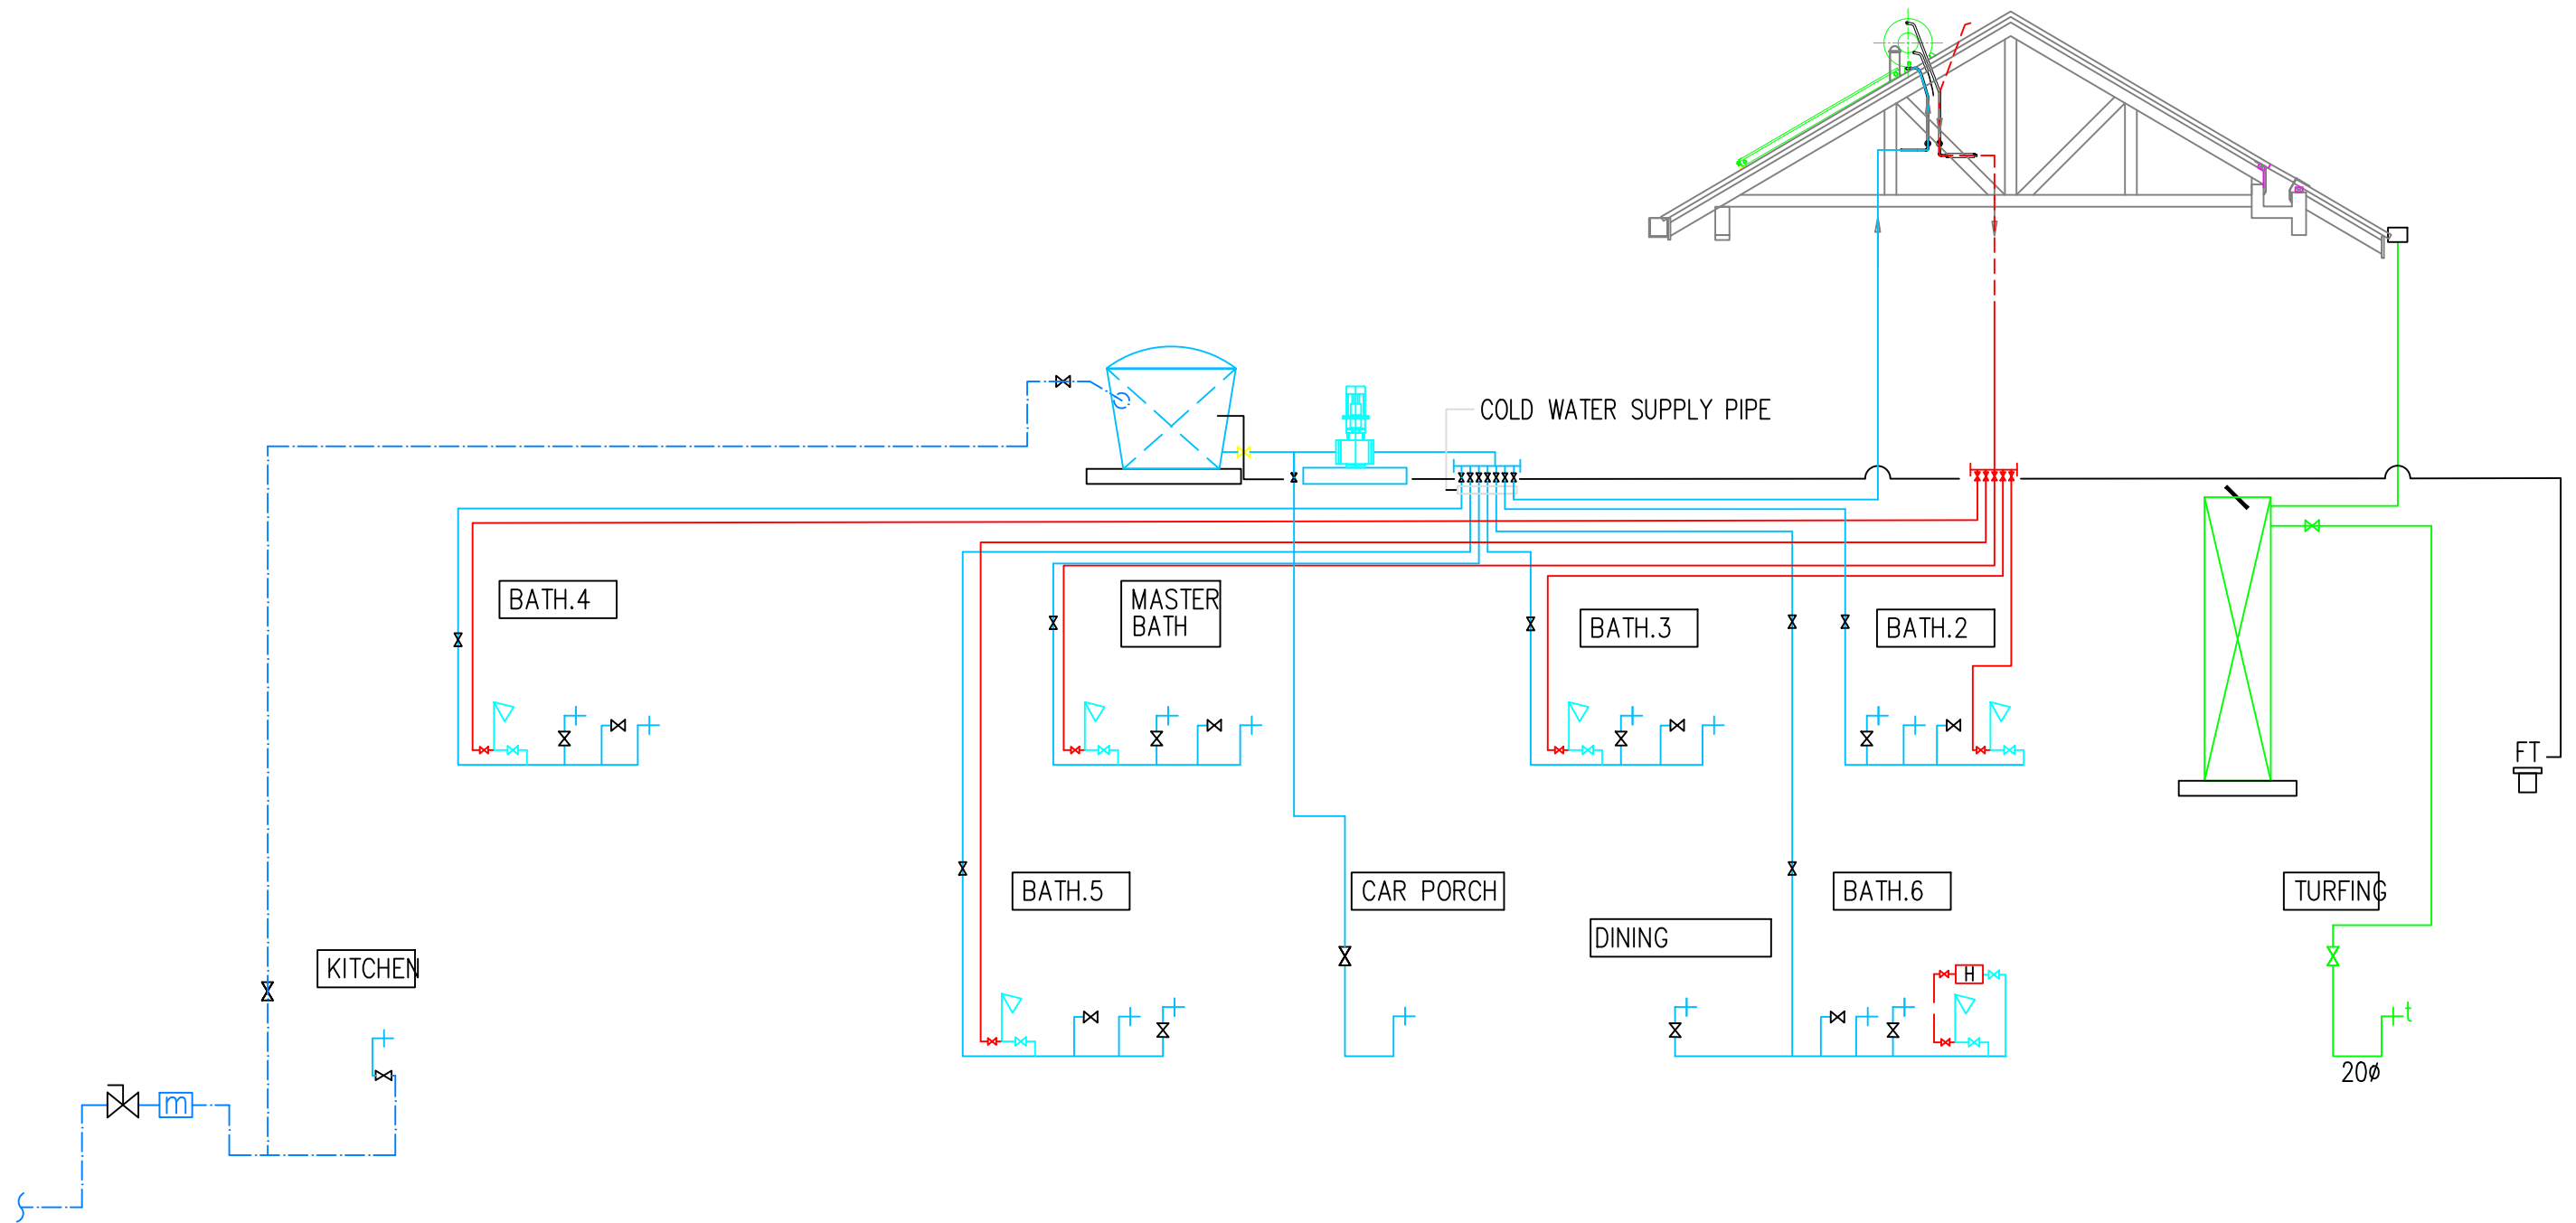 COLD WATER SUPPLY PIPE
BATH.4
MASTER
BATH
BATH.3
BATH.2
FT
BATH.5
CAR PORCH
BATH.6
TURFING
DINING
KITCHEN
H
t
20ø
m